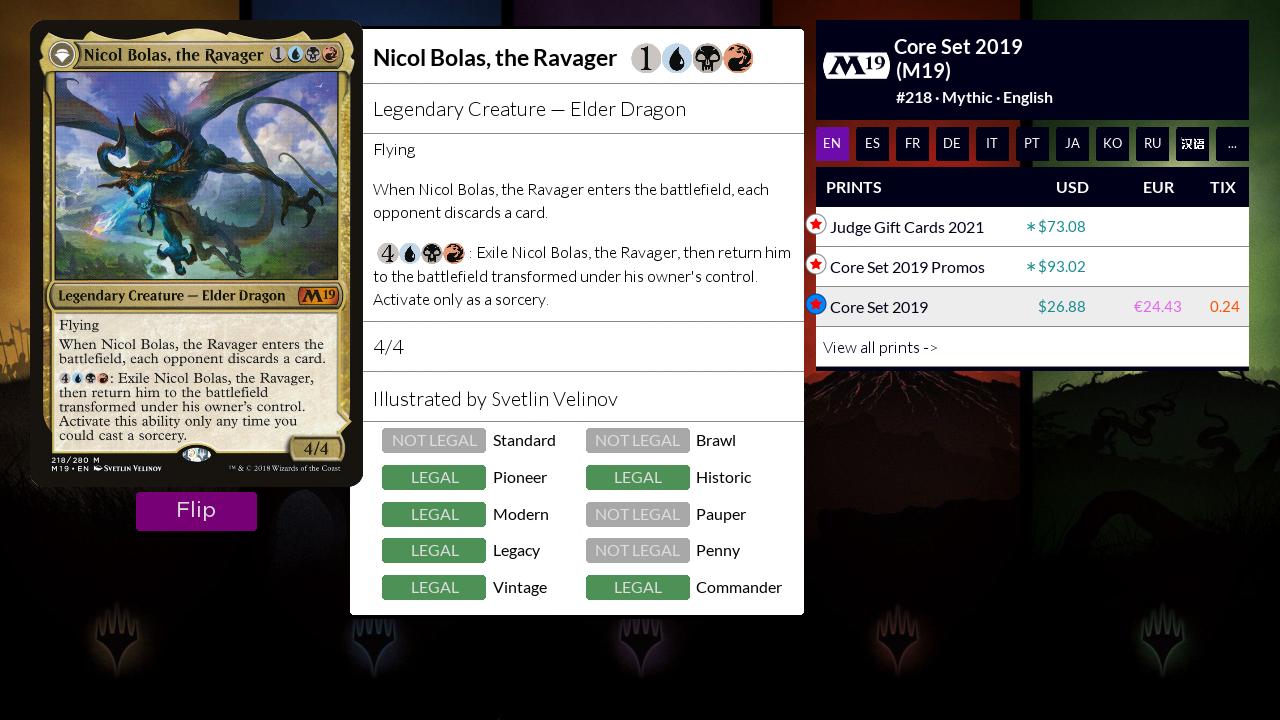 Nicol Bolas, the Ravager 1
Legendary Creature — Elder Dragon M19
Flying
When Nicol Bolas, the Ravager enters the
battlefield, each opponent discards a card.
4: Exile Nicol Bolas, the Ravager,
then return him to the battlefield
transformed under his owner's control.
Activate this ability only any time you
could cast a sorcery.
4/4
218/280 M
M19 • EN SVETLIN VELINOV
™ & © 2018 Wizards of the Coast
Flip
Nicol Bolas, the Ravager 1
Legendary Creature — Elder Dragon
Flying
When Nicol Bolas, the Ravager enters the battlefield, each
opponent discards a card.
4 : Exile Nicol Bolas, the Ravager, then return him
to the battlefield transformed under his owner's control.
Activate only as a sorcery.
4/4
Illustrated by Svetlin Velinov
NOT LEGAL Standard NOT LEGAL Brawl
LEGAL Pioneer LEGAL Historic
LEGAL Modern NOT LEGAL Pauper
LEGAL Legacy NOT LEGAL Penny
LEGAL Vintage LEGAL Commander
M19 Core Set 2019
(M19)
#218 · Mythic · English
EN ES FR DE IT PT JA KO RU 汉语 ...
PRINTS USD EUR TIX
Judge Gift Cards 2021 ✶$73.08
Core Set 2019 Promos ✶$93.02
Core Set 2019 $26.88 €24.43 0.24
View all prints ->